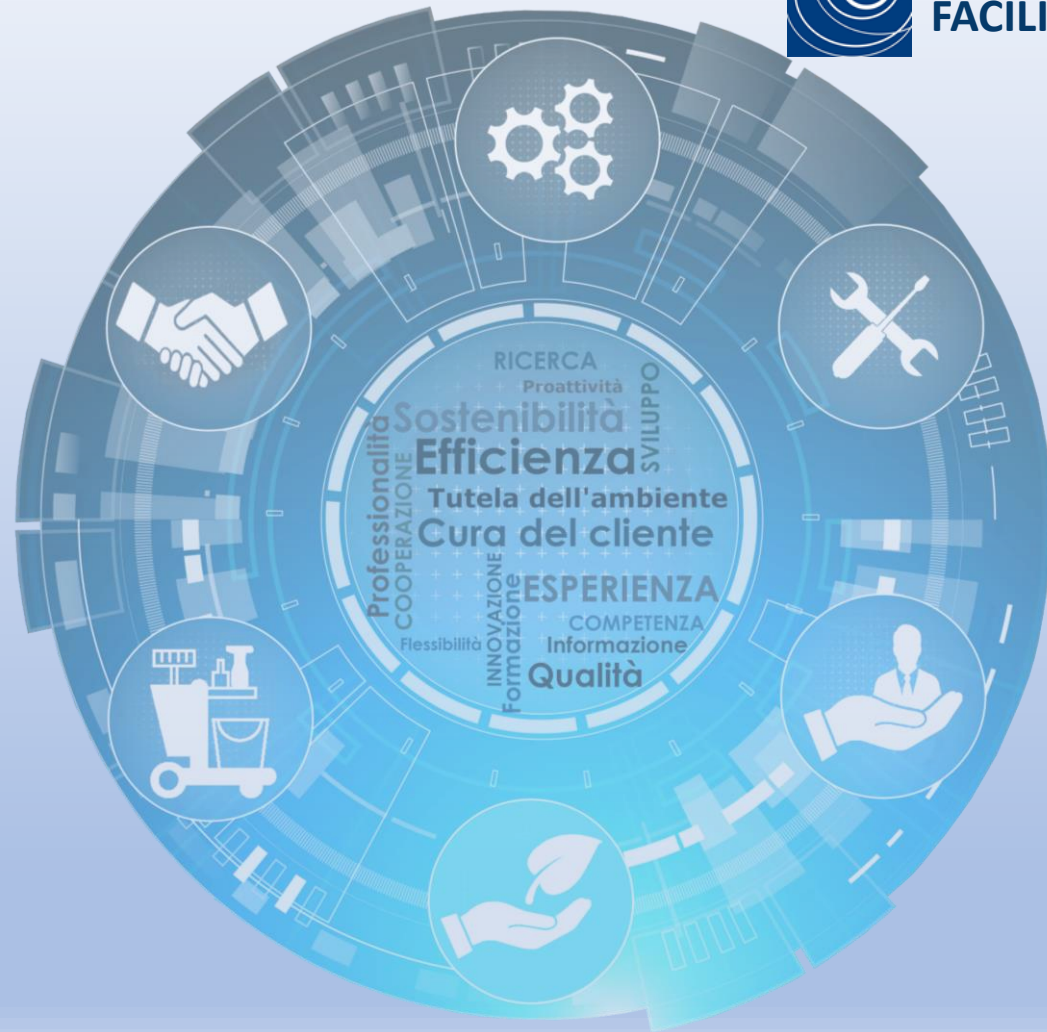 FACILI
RICERCA
Proattività
Sostenibilità
SVILUPPO
Efficienza
Professionalità
COOPERAZIONE
Tutela dell'ambiente
Cura del cliente
INNOVAZIONE
Formazione
ESPERIENZA
COMPETENZA
Flessibilità
Informazione
Qualità